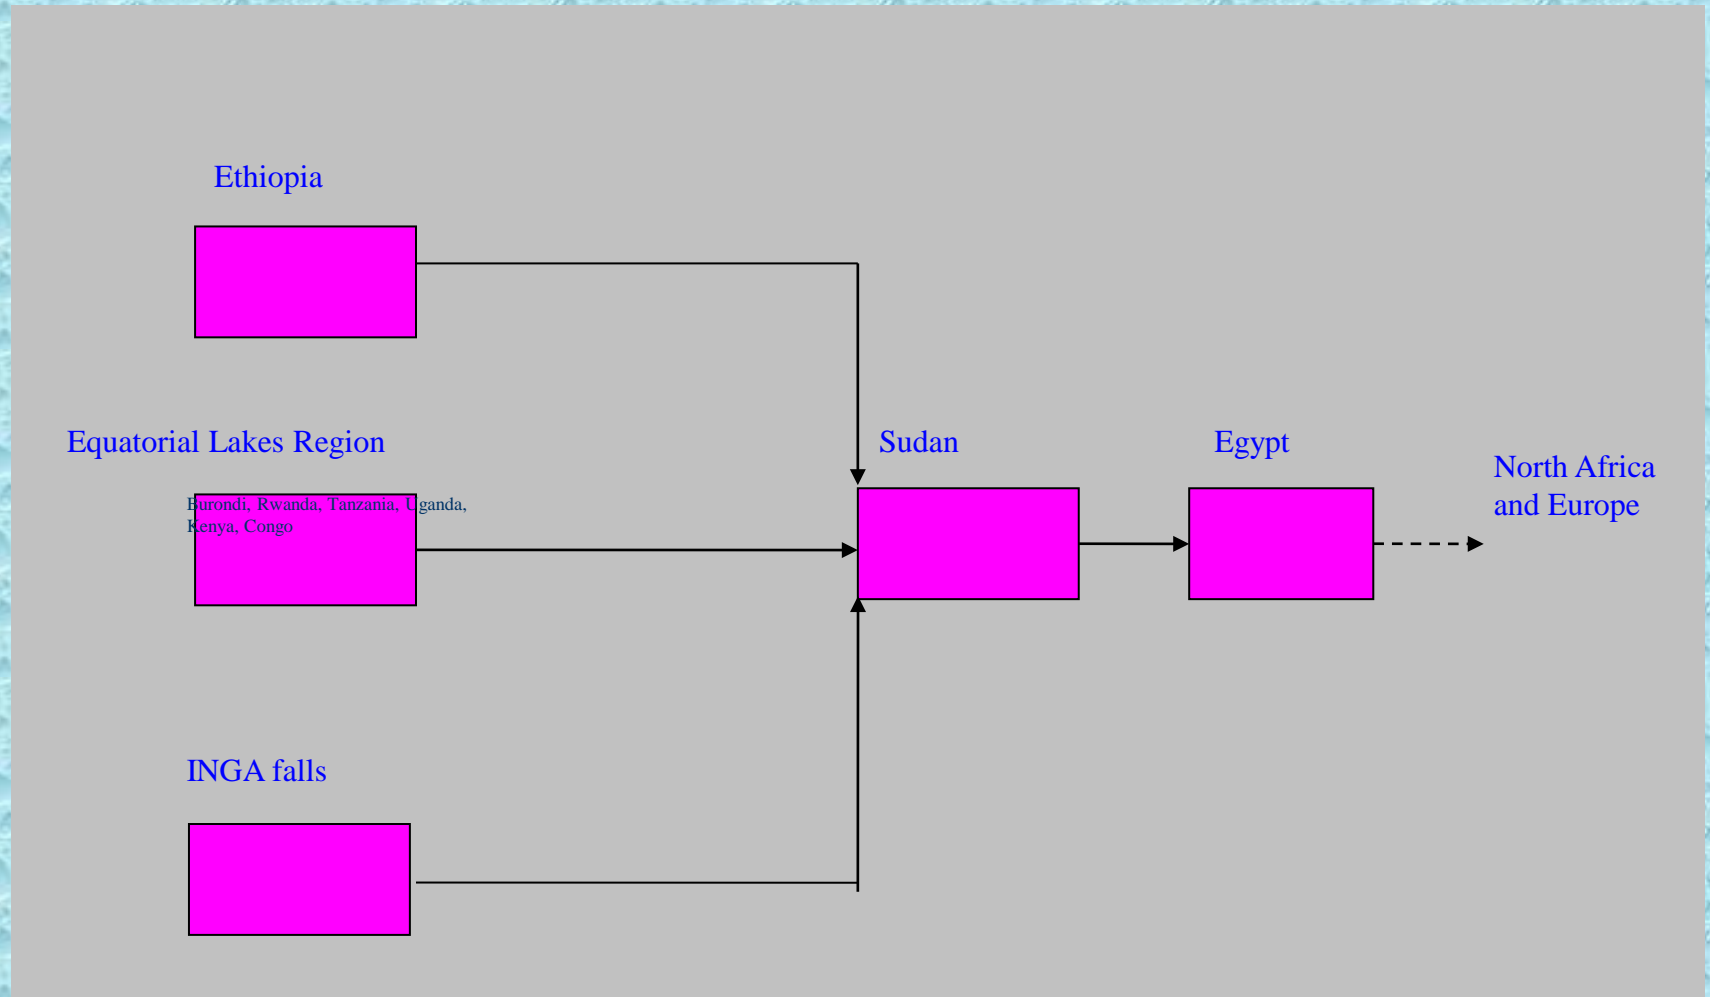 Ethiopia
Equatorial Lakes Region
Burondi, Rwanda, Tanzania, Uganda,
Kenya, Congo
Sudan
Egypt
North Africa
and Europe
INGA falls